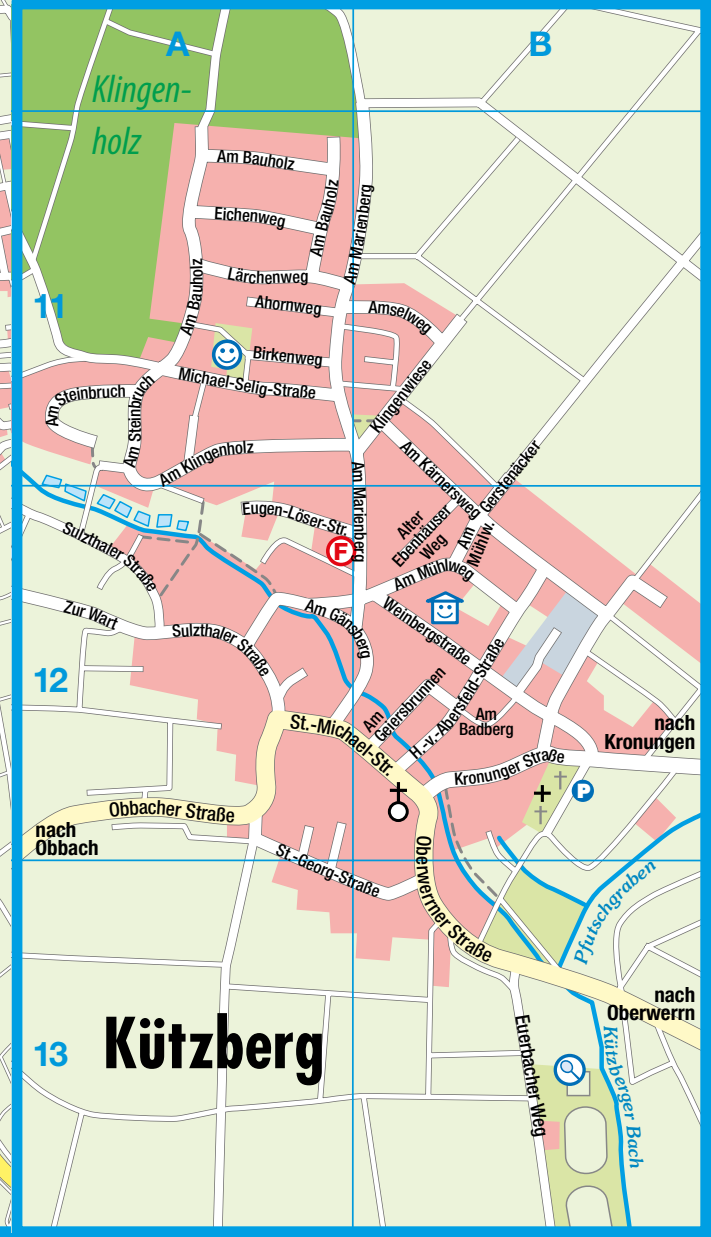 A
B
Klingen-
holz
Am Bauholz
Eichenweg
Am Bauholz
Am Marienberg
Am Bauholz
Lärchenweg
11
Ahornweg
Amselweg
Birkenweg
Michael-Selig-Straße
Klingenwiese
Am Steinbruch
Am Steinbruch
Am Klingenholz
Am Kärnersweg
Am Gerstenäcker
Am Marienberg
Eugen-Löser-Str.
F
Alter
Ebenhäuser
Weg
Mühlw.
Am Mühlweg
Sulzthaler Straße
Zur Wart
Sulzthaler Straße
Am Gänsberg
Weinbergstraße
12
Am
Geiersbrunnen
H.-v.-Abersfeld-Straße
Am
Badberg
nach
Kronungen
St.-Michael-Str.
Kronunger Straße
P
Obbacher Straße
nach
Obbach
St.-Georg-Straße
Oberwerrner Straße
Pfutschgraben
nach
Oberwerrn
13
Kützberg
Euerbacher Weg
Kützberger Bach